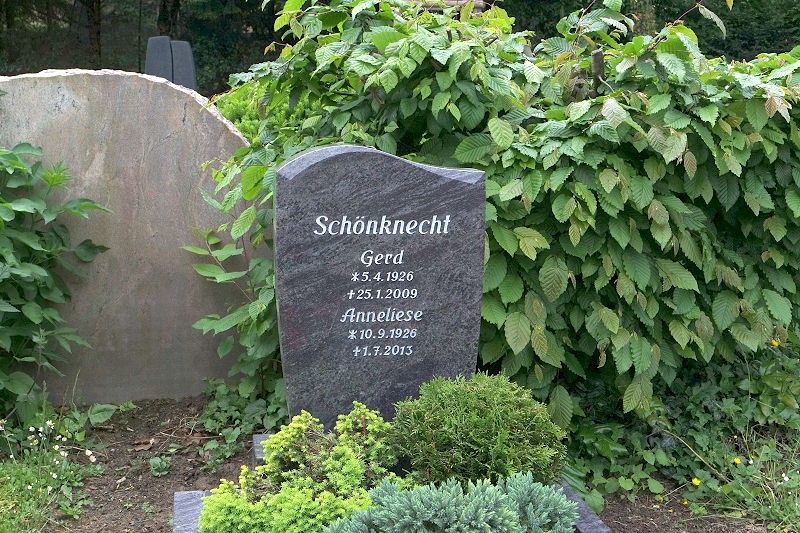 Schönknecht
Gerd
*5.4.1926
✝25.1.2009
Anneliese
*10.9.1926
✝1.7.2013